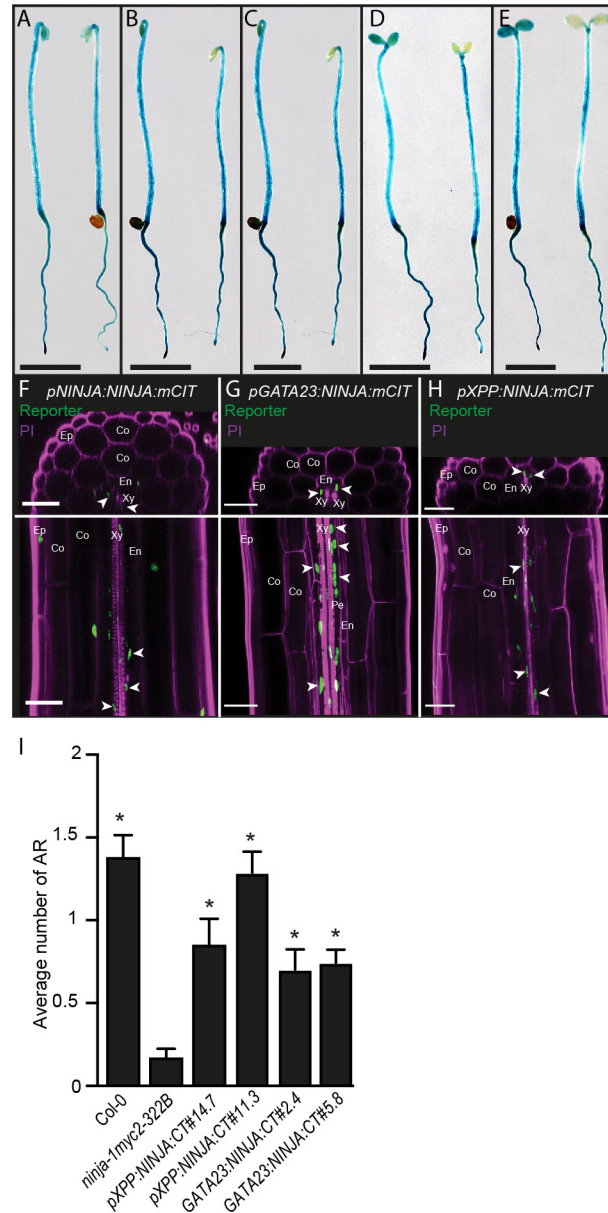 A B C D E
F pNINJA:NINJA:mCIT G pGATA23:NINJA:mCIT H pXPP:NINJA:mCIT
Reporter Reporter Reporter
PI PI PI
Ep Co Co En Xy
Ep Co Co En Xy
Ep Co Co En Xy
Ep Co Co Xy En
Ep Co Co Xy Pe En
Ep Co Co En Xy
I
Average number of AR
2
1.5
1
0.5
0
* * * * *
Col-0
ninja-1myc2-322B
pXPP:NINJA:CT#14.7
pXPP:NINJA:CT#11.3
GATA23:NINJA:CT#2.4
GATA23:NINJA:CT#5.8